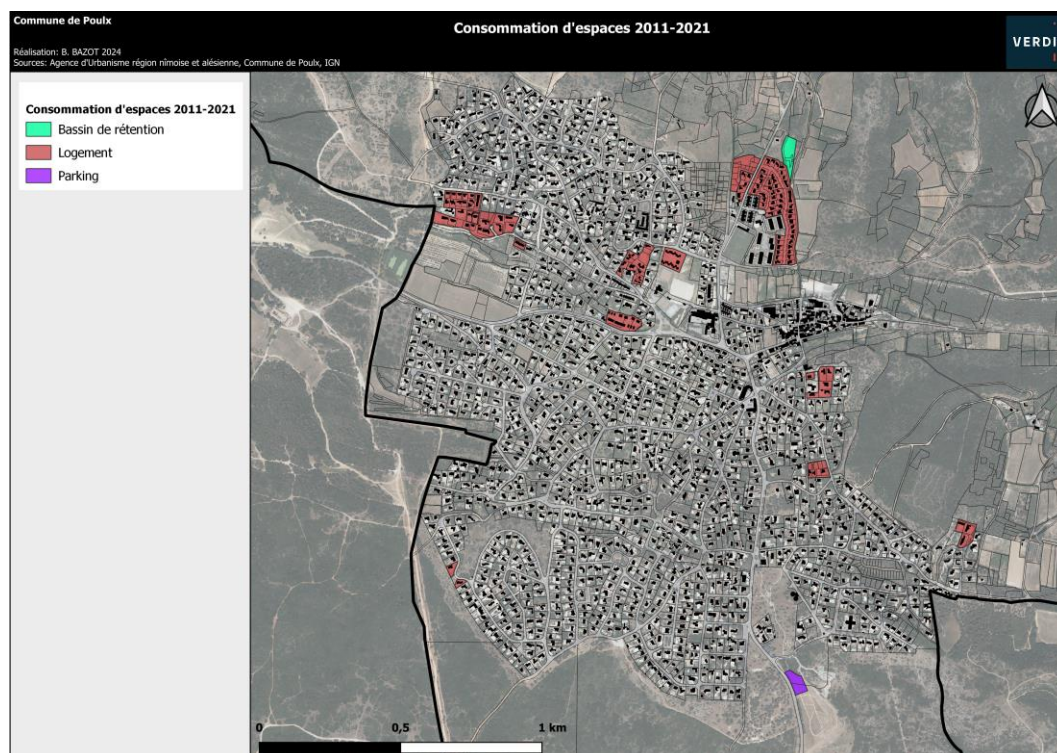 Commune de Poulx
Consommation d'espaces 2011-2021
Réalisation: B. BAZOT 2024
Sources: Agence d'Urbanisme région nîmoise et alésienne, Commune de Poulx, IGN
VERDI
Consommation d'espaces 2011-2021
Bassin de rétention
Logement
Parking
0 0,5 1 km